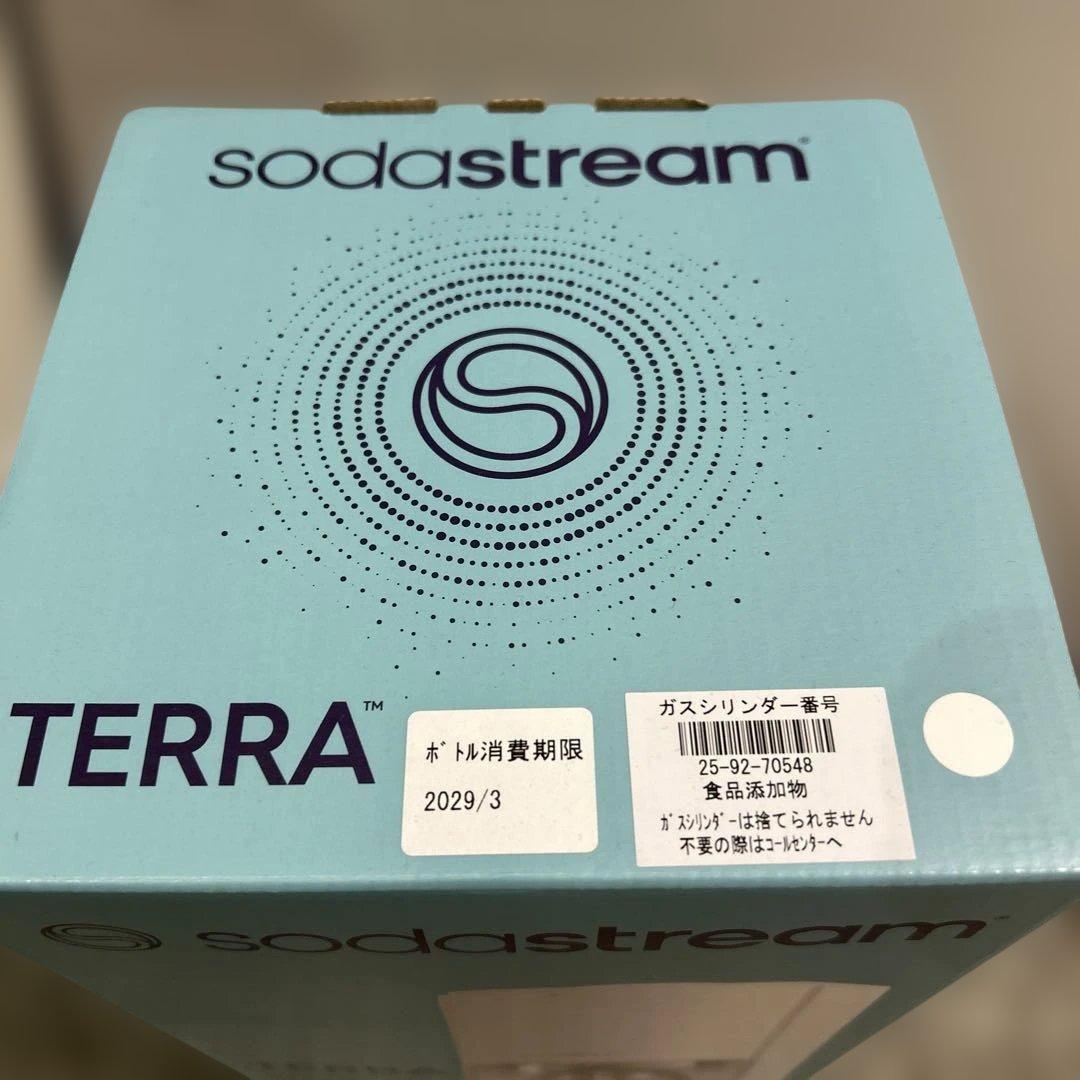 sodastream®
TERRA™
ﾎﾞﾄﾙ消費期限
2029/3
ガスシリンダー番号
25-92-70548
食品添加物
ｶﾞｽｼﾘﾝﾀﾞｰは捨てられません
不要の際はｺｰﾙｾﾝﾀｰへ
sodastream®
TERRA